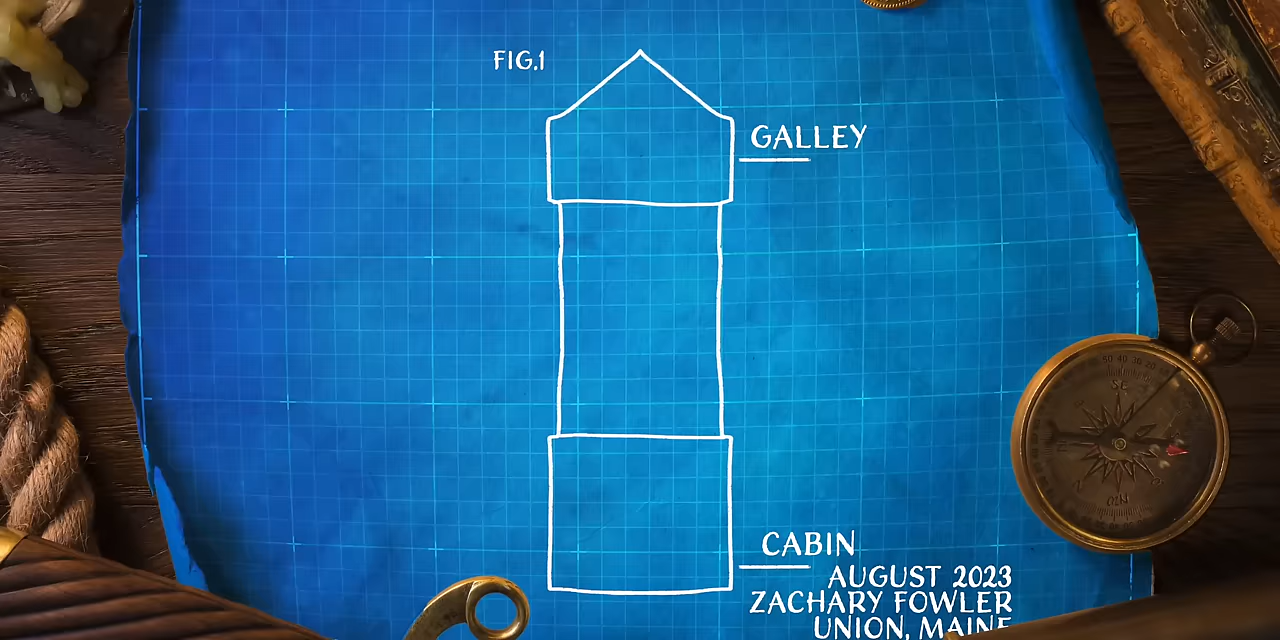 FIG.1
GALLEY
CABIN
AUGUST 2023
ZACHARY FOWLER
UNION, MAINE